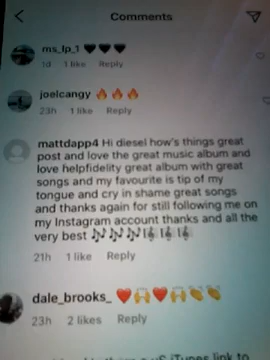 Comments
ms_lp_1 🖤🖤🖤
1d 1 like Reply
joelcangy 🔥🔥🔥
23h 1 like Reply
mattdapp4 Hi diesel how's things great
post and love the great music album and
love helpfidelity great album with great
songs and my favourite is tip of my
tongue and cry in shame great songs
and thanks again for still following me on
my Instagram account thanks and all the
very best 🎶🎶🎶🎼🎼🎼
21h 1 like Reply
dale_brooks_ ❤️🙌❤️🙌👏👏
23h 2 likes Reply
iTunes link to